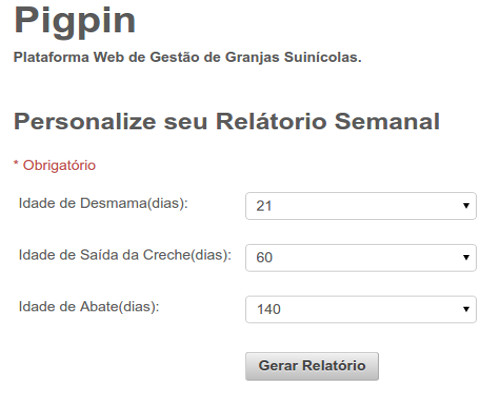 Pigpin
Plataforma Web de Gestão de Granjas Suinícolas.
Personalize seu Relátorio Semanal
* Obrigatório
Idade de Desmama(dias): 21
Idade de Saída da Creche(dias): 60
Idade de Abate(dias): 140
Gerar Relatório